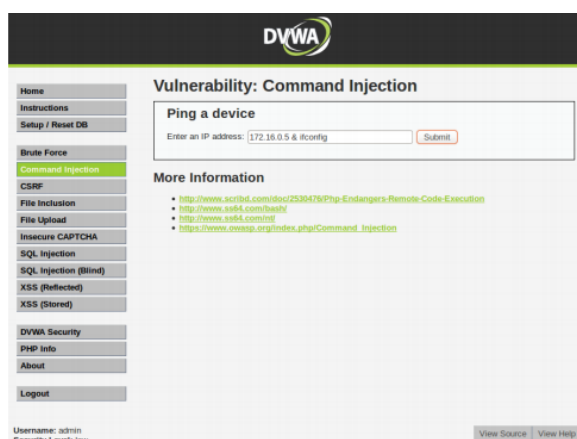 DVWA
Home
Instructions
Setup / Reset DB
Brute Force
Command Injection
CSRF
File Inclusion
File Upload
Insecure CAPTCHA
SQL Injection
SQL Injection (Blind)
XSS (Reflected)
XSS (Stored)
DVWA Security
PHP Info
About
Logout
Username: admin
Vulnerability: Command Injection
Ping a device
Enter an IP address: 172.16.0.5 & ifconfig Submit
More Information
http://www.scribd.com/doc/2530476/Php-Endangers-Remote-Code-Execution
http://www.ss64.com/bash/
http://www.ss64.com/nt/
https://www.owasp.org/index.php/Command_Injection
View Source View Help